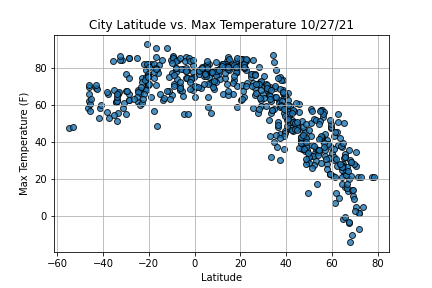 City Latitude vs. Max Temperature 10/27/21
Max Temperature (F)
80
60
40
20
0
−60 −40 −20 0 20 40 60 80
Latitude